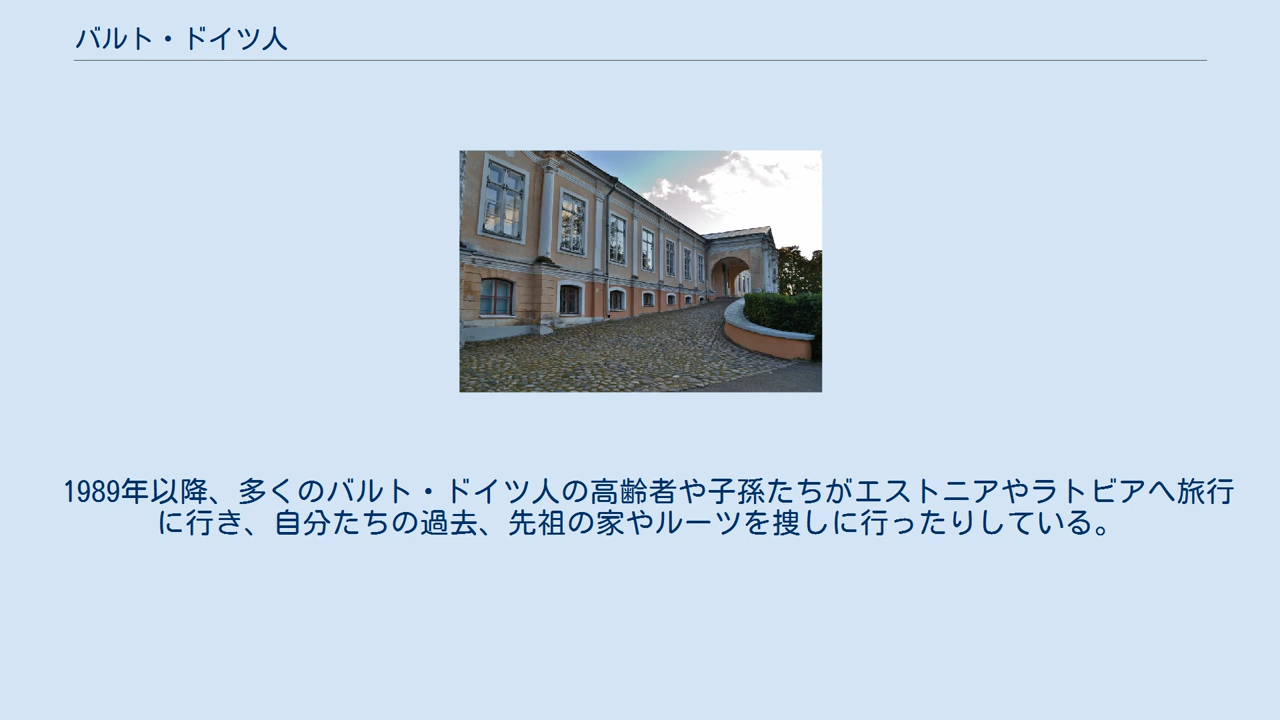 バルト・ドイツ人
1989年以降、多くのバルト・ドイツ人の高齢者や子孫たちがエストニアやラトビアへ旅行
に行き、自分たちの過去、先祖の家やルーツを捜しに行ったりしている。